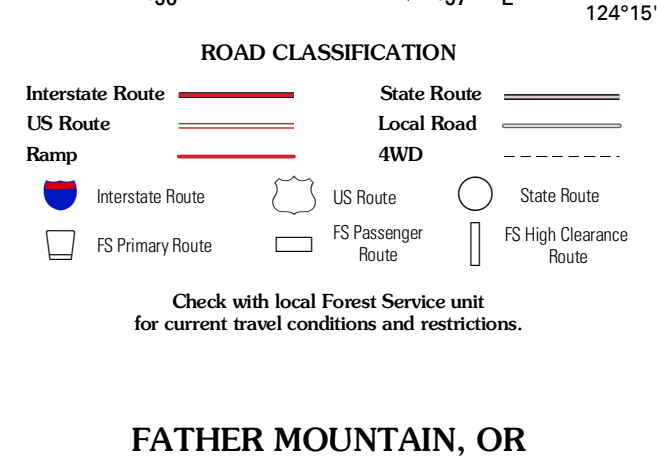 124°15'
ROAD CLASSIFICATION
Interstate Route State Route
US Route Local Road
Ramp 4WD
Interstate Route US Route State Route
FS Primary Route FS Passenger Route FS High Clearance Route
Check with local Forest Service unit
for current travel conditions and restrictions.
FATHER MOUNTAIN, OR